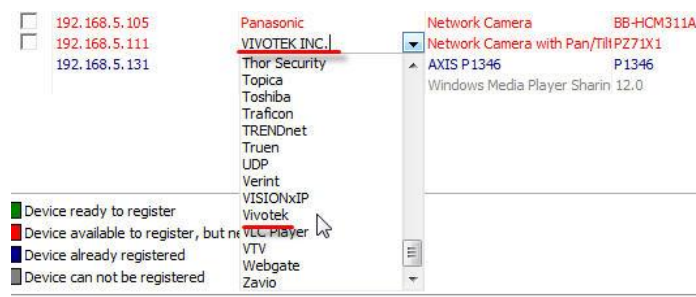 192.168.5.105 Panasonic Network Camera BB-HCM311A
192.168.5.111 VIVOTEK INC. Network Camera with Pan/Tilt PZ71X1
192.168.5.131 Thor Security AXIS P1346 P1346
Topica Windows Media Player Sharin 12.0
Toshiba
Traficon
TRENDnet
Truen
UDP
Verint
VISIONxIP
Device ready to register Vivotek
Device available to register, but ne VLC Player
Device already registered VTV
Webgate
Device can not be registered Zavio